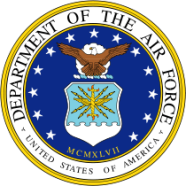 DEPARTMENT OF THE AIR FORCE
MCMXLVII
UNITED STATES OF AMERICA